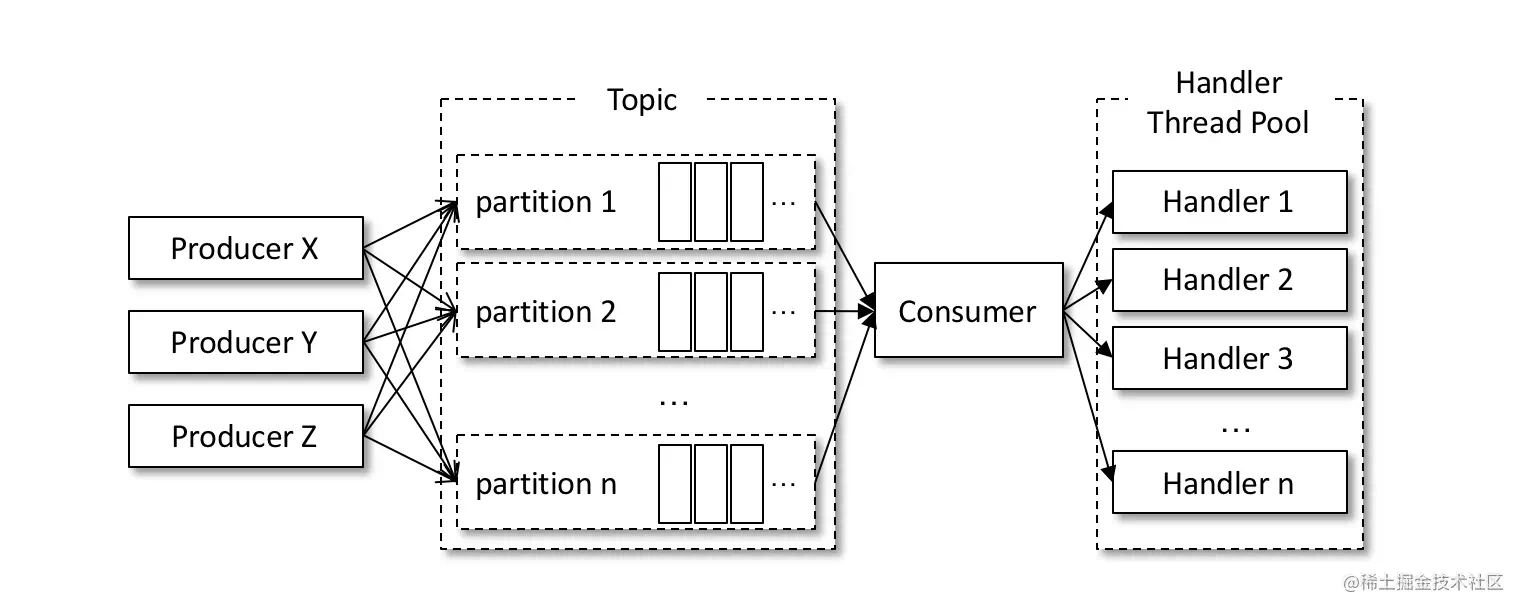 Topic
Handler
Thread Pool
partition 1
...
Handler 1
Producer X
Handler 2
partition 2
...
Consumer
Producer Y
Handler 3
...
...
Producer Z
partition n
...
Handler n
@稀土掘金技术社区